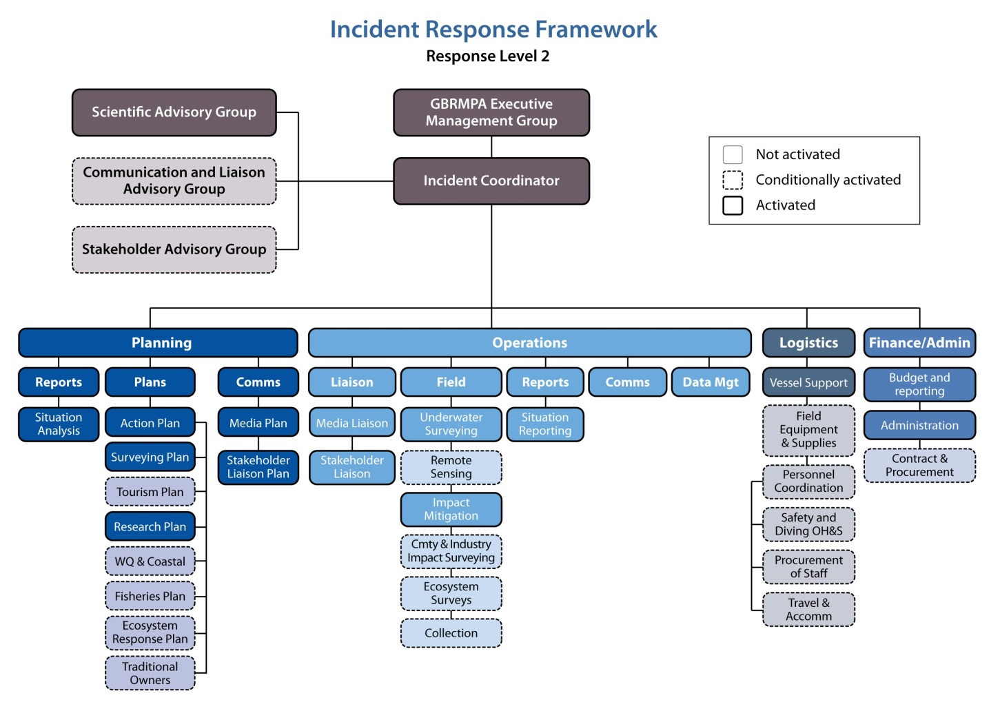 Incident Response Framework
Response Level 2
Scientific Advisory Group
GBRMPA Executive
Management Group
Communication and Liaison
Advisory Group
Incident Coordinator
Stakeholder Advisory Group
Not activated
Conditionally activated
Activated
Planning
Reports
Situation
Analysis
Plans
Action Plan
Surveying Plan
Tourism Plan
Research Plan
WQ & Coastal
Fisheries Plan
Ecosystem
Response Plan
Traditional
Owners
Comms
Media Plan
Stakeholder
Liaison Plan
Operations
Liaison
Media Liaison
Stakeholder
Liaison
Field
Underwater
Surveying
Remote
Sensing
Impact
Mitigation
Cmty & Industry
Impact Surveying
Ecosystem
Surveys
Collection
Reports
Situation
Reporting
Comms
Data Mgt
Logistics
Vessel Support
Field
Equipment
& Supplies
Personnel
Coordination
Safety and
Diving OH&S
Procurement
of Staff
Travel &
Accomm
Finance/Admin
Budget and
reporting
Administration
Contract &
Procurement